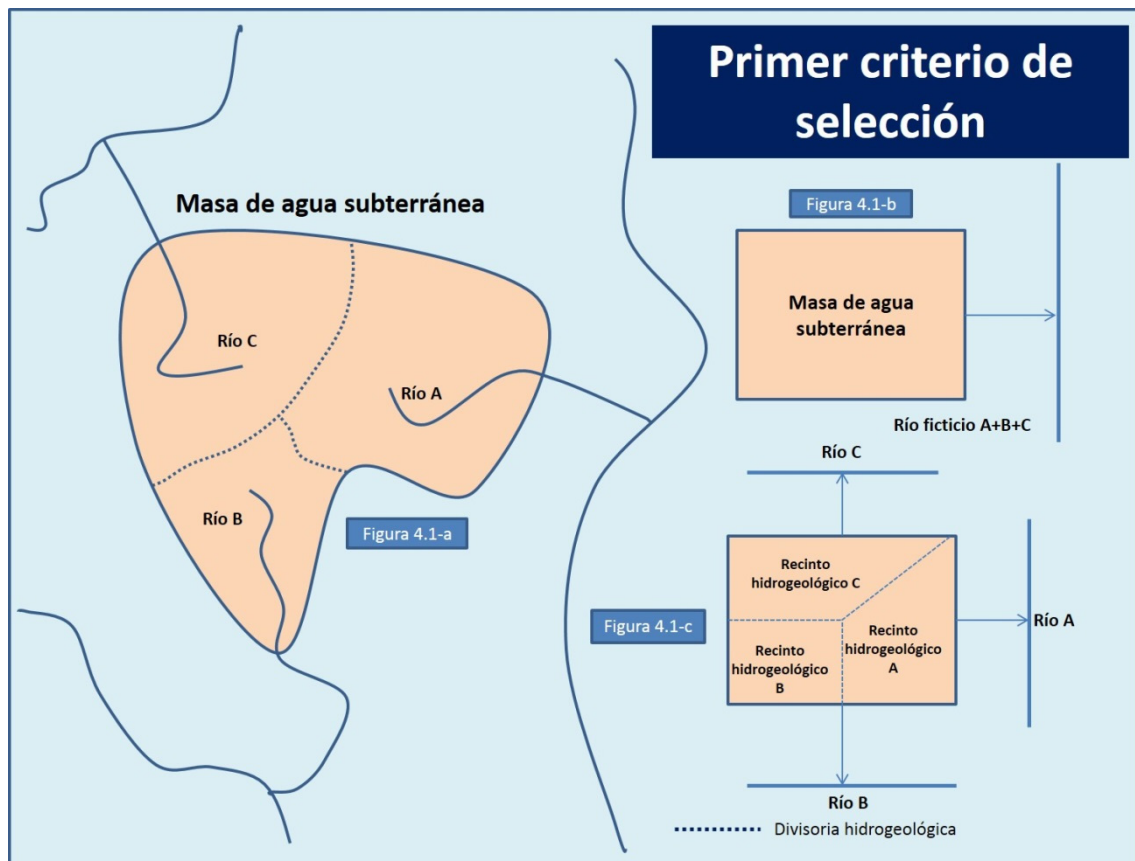 Primer criterio de
selección
Masa de agua subterránea
Río C
Río A
Río B
Figura 4.1-a
Figura 4.1-b
Masa de agua
subterránea
Río ficticio A+B+C
Río C
Figura 4.1-c
Recinto
hidrogeológico C
Recinto
hidrogeológico
B
Recinto
hidrogeológico
A
Río A
Río B
Divisoria hidrogeológica